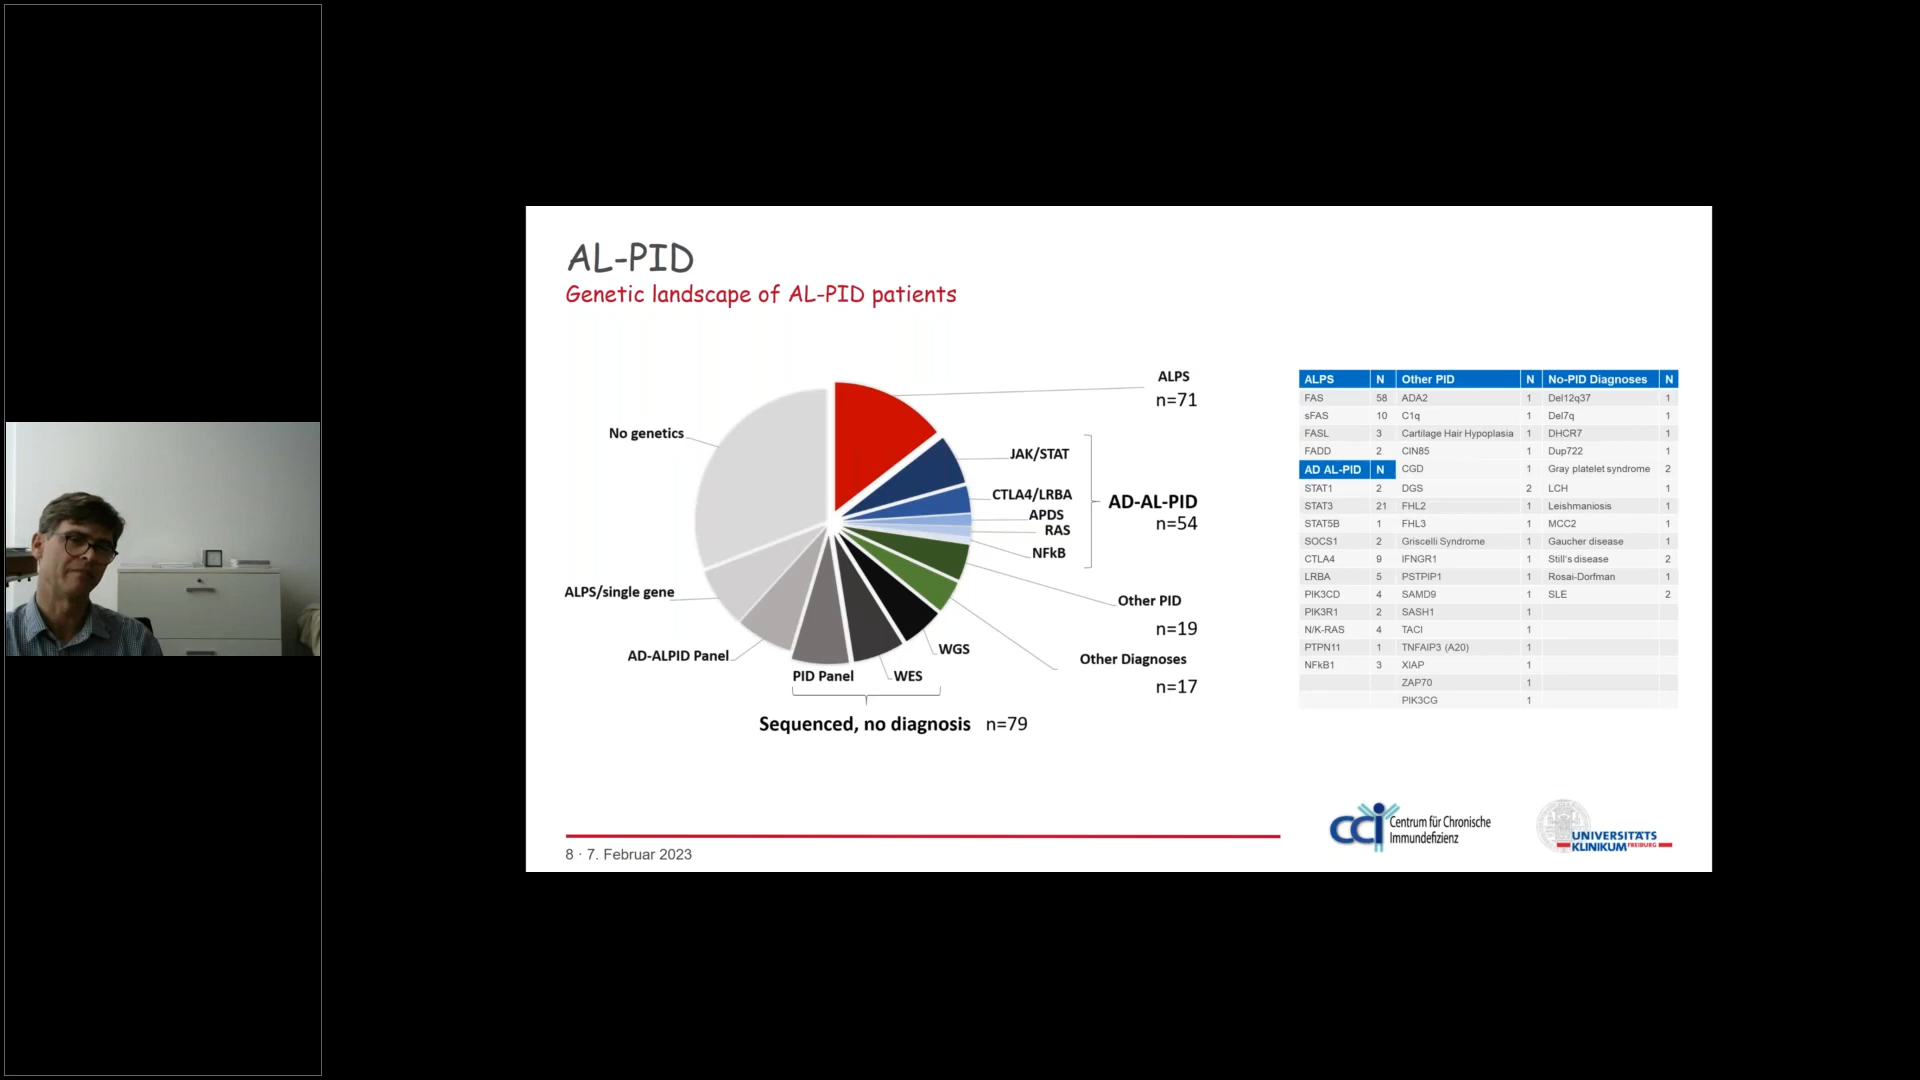 AL-PID
Genetic landscape of AL-PID patients
ALPS
n=71
No genetics
JAK/STAT
CTLA4/LRBA
APDS
RAS
NFkB
AD-AL-PID
n=54
ALPS/single gene
Other PID
n=19
AD-ALPID Panel
WGS
Other Diagnoses
n=17
PID Panel
WES
Sequenced, no diagnosis n=79
ALPS N Other PID N No-PID Diagnoses N
FAS 58 ADA2 1 Del12q37 1
sFAS 10 C1q 1 Del7q 1
FASL 3 Cartilage Hair Hypoplasia 1 DHCR7 1
FADD 2 CIN85 1 Dup722 1
AD AL-PID N CGD 1 Gray platelet syndrome 2
STAT1 2 DGS 2 LCH 1
STAT3 21 FHL2 1 Leishmaniosis 1
STAT5B 1 FHL3 1 MCC2 1
SOCS1 2 Griscelli Syndrome 1 Gaucher disease 1
CTLA4 9 IFNGR1 1 Still's disease 2
LRBA 5 PSTPIP1 1 Rosai-Dorfman 1
PIK3CD 4 SAMD9 1 SLE 2
PIK3R1 2 SASH1 1
N/K-RAS 4 TACI 1
PTPN11 1 TNFAIP3 (A20) 1
NFkB1 3 XIAP 1
ZAP70 1
PIK3CG 1
8 · 7. Februar 2023
CCI Centrum für Chronische
Immundefizienz
UNIVERSITÄTS
KLINIKUM FREIBURG